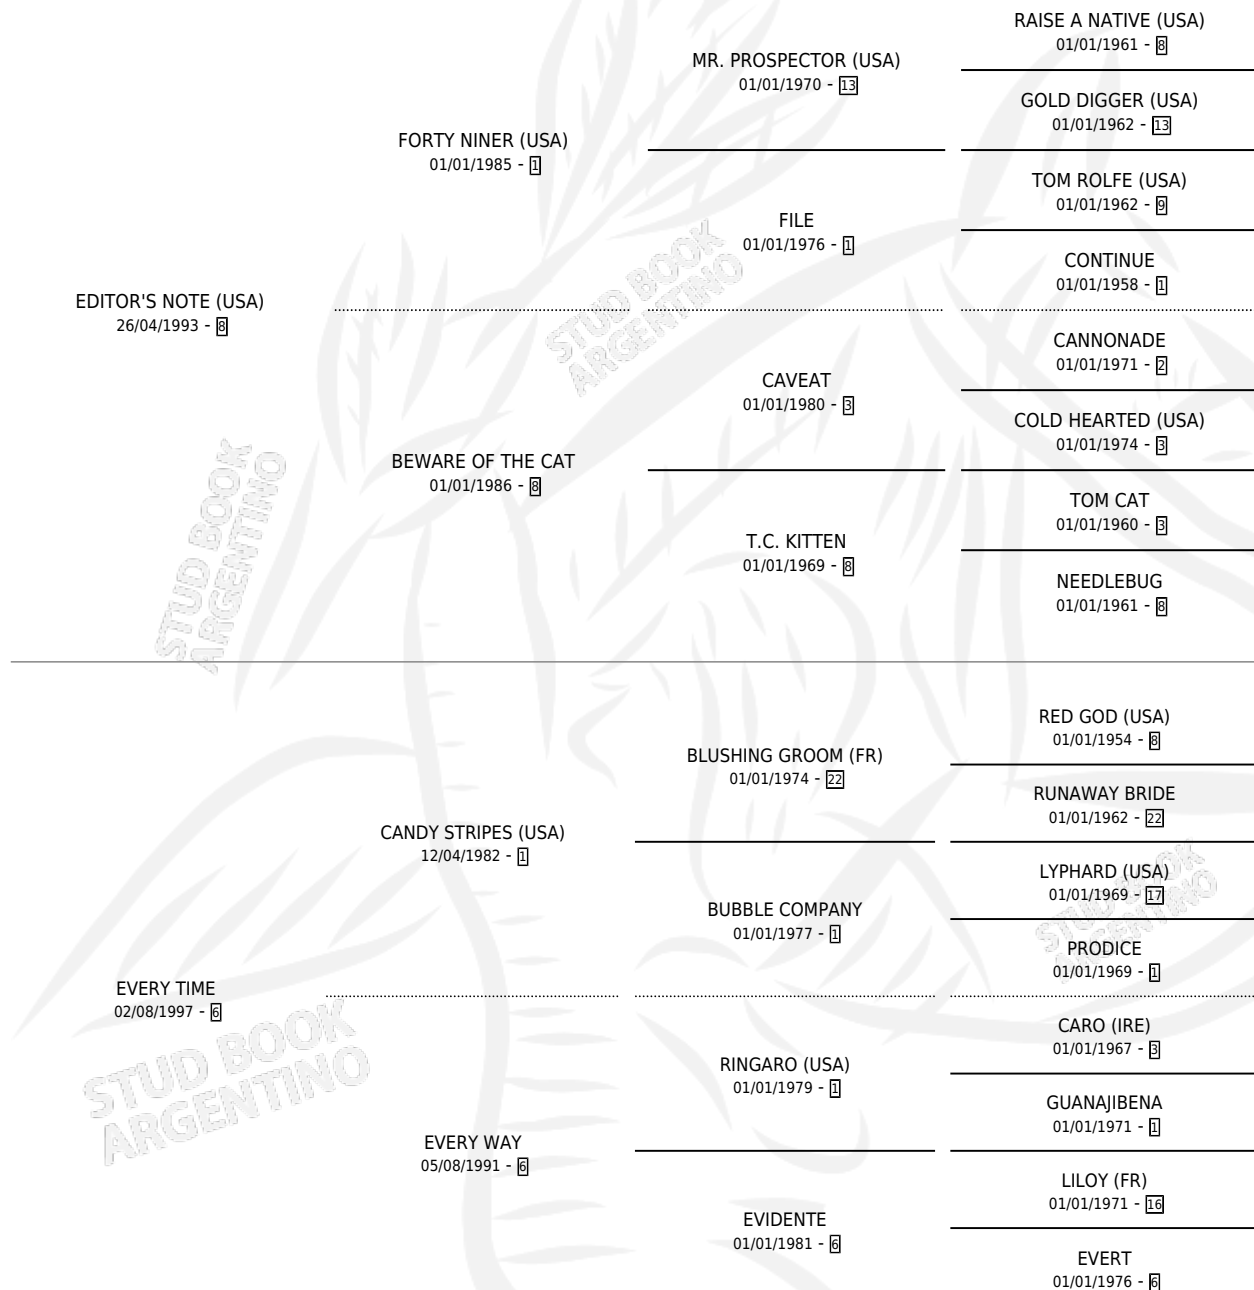 RAISE A NATIVE (USA)
01/01/1961 - 8
MR. PROSPECTOR (USA)
01/01/1970 - 13
GOLD DIGGER (USA)
01/01/1962 - 13
FORTY NINER (USA)
01/01/1985 - 1
TOM ROLFE (USA)
01/01/1962 - 9
FILE
01/01/1976 - 1
CONTINUE
01/01/1958 - 1
EDITOR'S NOTE (USA)
26/04/1993 - 8
CANNONADE
01/01/1971 - 2
CAVEAT
01/01/1980 - 3
COLD HEARTED (USA)
01/01/1974 - 3
BEWARE OF THE CAT
01/01/1986 - 8
TOM CAT
01/01/1960 - 3
T.C. KITTEN
01/01/1969 - 8
NEEDLEBUG
01/01/1961 - 8
RED GOD (USA)
01/01/1954 - 8
BLUSHING GROOM (FR)
01/01/1974 - 22
RUNAWAY BRIDE
01/01/1962 - 22
CANDY STRIPES (USA)
12/04/1982 - 1
LYPHARD (USA)
01/01/1969 - 17
BUBBLE COMPANY
01/01/1977 - 1
PRODICE
01/01/1969 - 1
EVERY TIME
02/08/1997 - 6
CARO (IRE)
01/01/1967 - 3
RINGARO (USA)
01/01/1979 - 1
GUANAJIBENA
01/01/1971 - 1
EVERY WAY
05/08/1991 - 6
LILOY (FR)
01/01/1971 - 16
EVIDENTE
01/01/1981 - 6
EVERT
01/01/1976 - 6
STUD BOOK
ARGENTINO
STUD BOOK
ARGENTINO
STUD BOOK
ARGENTINO
STUD BOOK
ARGENTINO